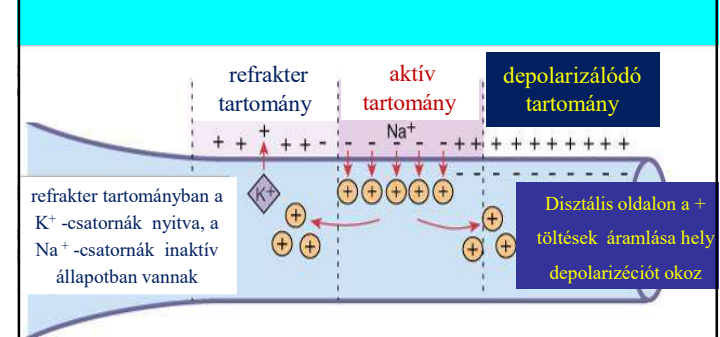 refrakter
tartomány
aktív
tartomány
depolarizálódó
tartomány
Na+
+ + + + + - - - - - - + + + + + + + + + +
- - - - - - - -
K+
+ + + + +
+ + +
+ + +
refrakter tartományban a
K+ -csatornák nyitva, a
Na + -csatornák inaktív
állapotban vannak
Disztális oldalon a +
töltések áramlása hely
depolarizéciót okoz